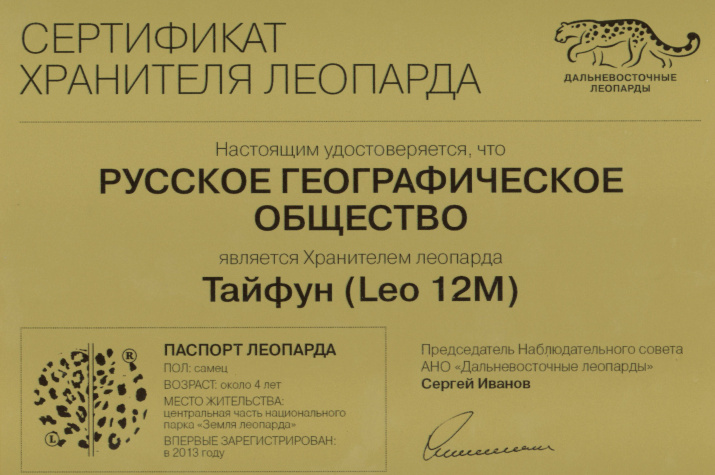 СЕРТИФИКАТ
ХРАНИТЕЛЯ ЛЕОПАРДА
ДАЛЬНЕВОСТОЧНЫЕ
ЛЕОПАРДЫ
Настоящим удостоверяется, что
РУССКОЕ ГЕОГРАФИЧЕСКОЕ
ОБЩЕСТВО
является Хранителем леопарда
Тайфун (Leo 12M)
ПАСПОРТ ЛЕОПАРДА
ПОЛ: самец
ВОЗРАСТ: около 4 лет
МЕСТО ЖИТЕЛЬСТВА:
центральная часть национального
парка «Земля леопарда»
ВПЕРВЫЕ ЗАРЕГИСТРИРОВАН:
в 2013 году
L
R
Председатель Наблюдательного совета
АНО «Дальневосточные леопарды»
Сергей Иванов